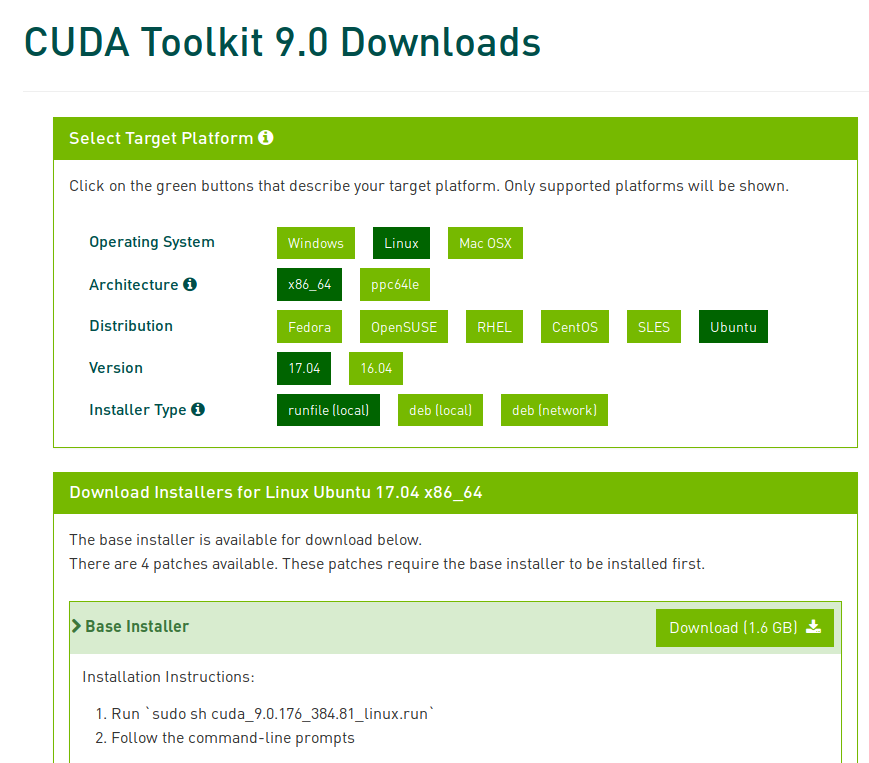 CUDA Toolkit 9.0 Downloads
Select Target Platform
Click on the green buttons that describe your target platform. Only supported platforms will be shown.
Operating System Windows Linux Mac OSX
Architecture x86_64 ppc64le
Distribution Fedora OpenSUSE RHEL CentOS SLES Ubuntu
Version 17.04 16.04
Installer Type runfile (local) deb (local) deb (network)
Download Installers for Linux Ubuntu 17.04 x86_64
The base installer is available for download below.
There are 4 patches available. These patches require the base installer to be installed first.
Base Installer Download (1.6 GB)
Installation Instructions:
1. Run `sudo sh cuda_9.0.176_384.81_linux.run`
2. Follow the command-line prompts